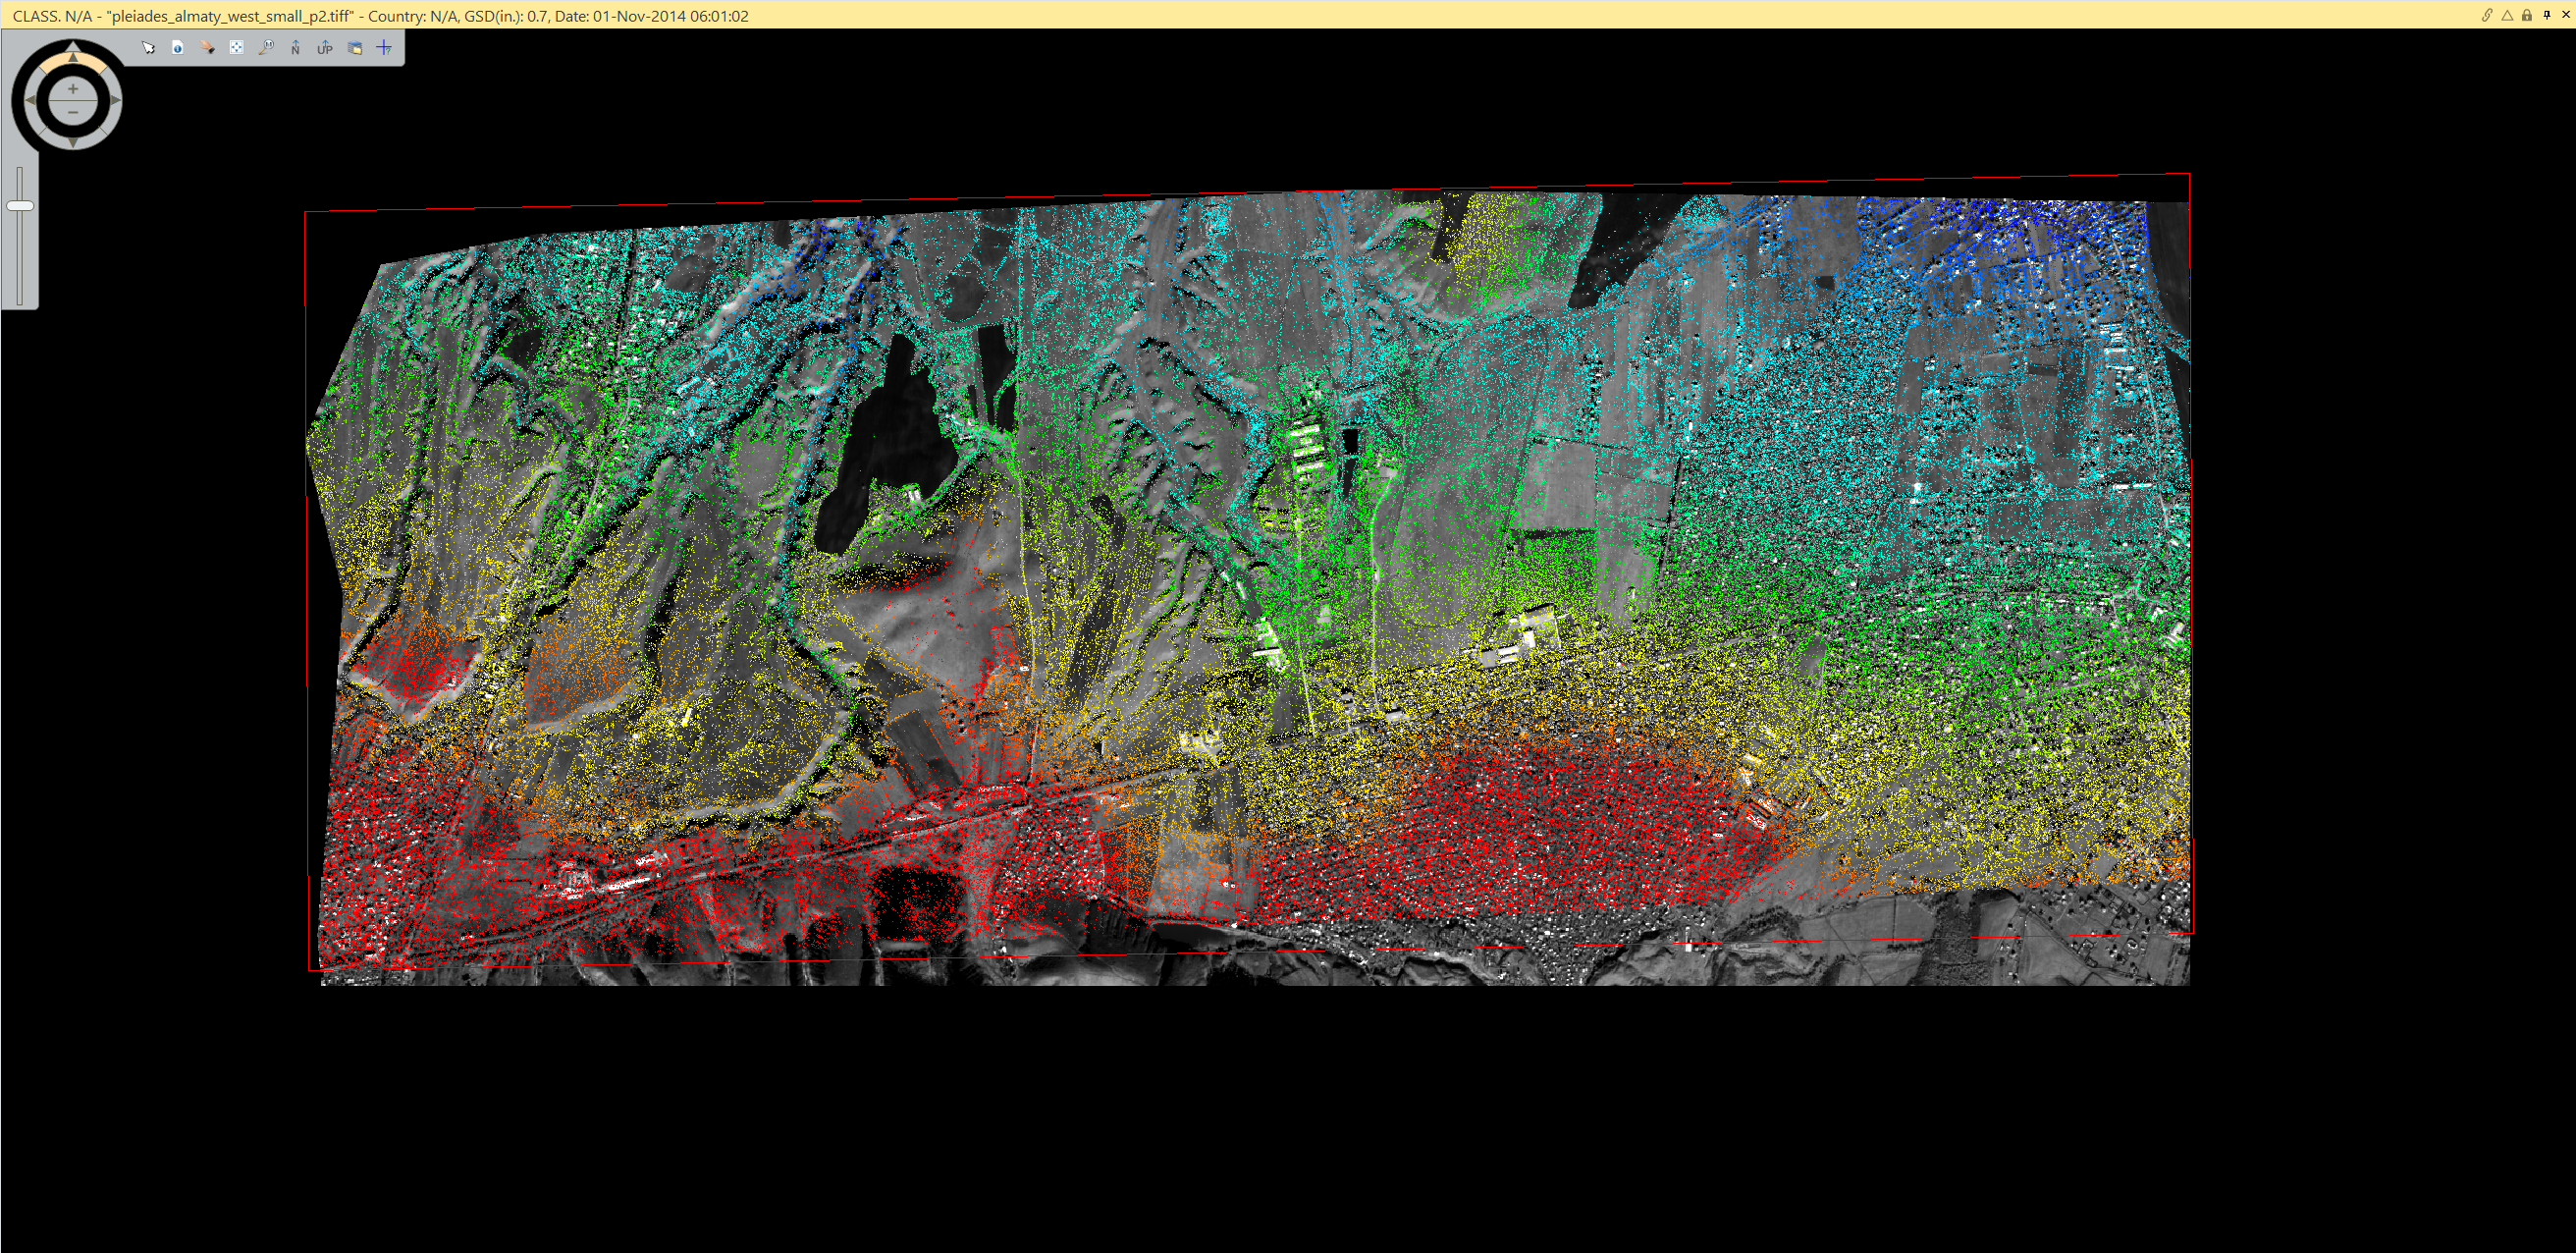 CLASS. N/A - "pleiades_almaty_west_small_p2.tiff" - Country: N/A, GSD(in.): 0.7, Date: 01-Nov-2014 06:01:02
N
UP